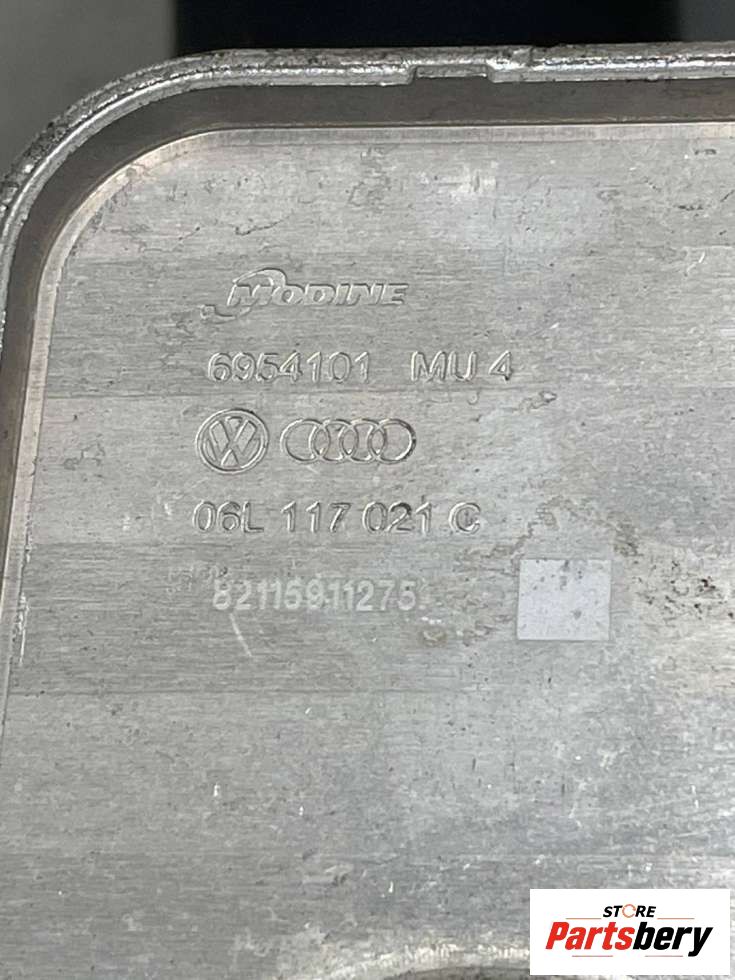 MODINE
6954101 MU 4
06L 117 021 C
82115911275
STORE
Partsbery